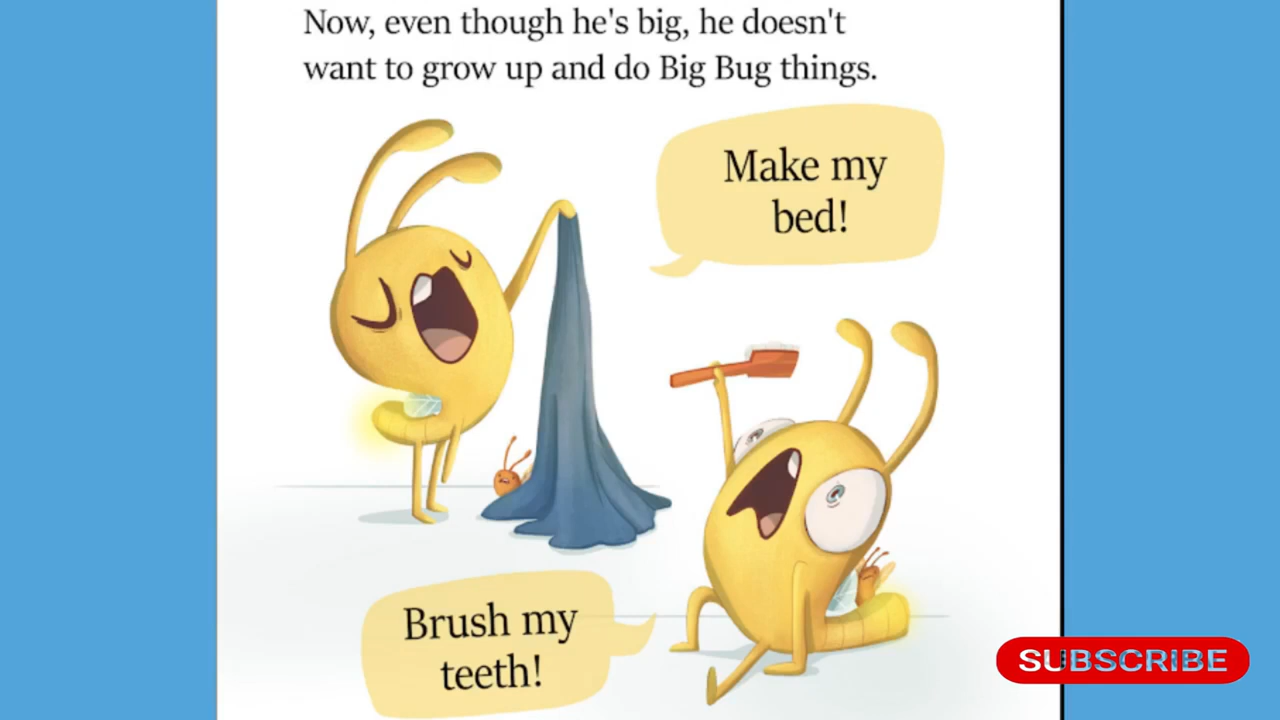 Now, even though he's big, he doesn't
want to grow up and do Big Bug things.
Make my
bed!
Brush my
teeth!
SUBSCRIBE